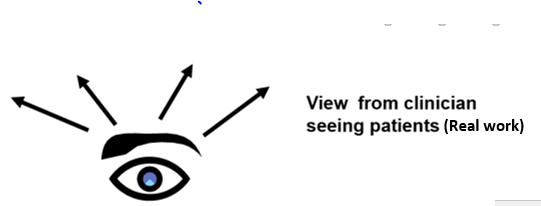 View from clinician
seeing patients (Real work)